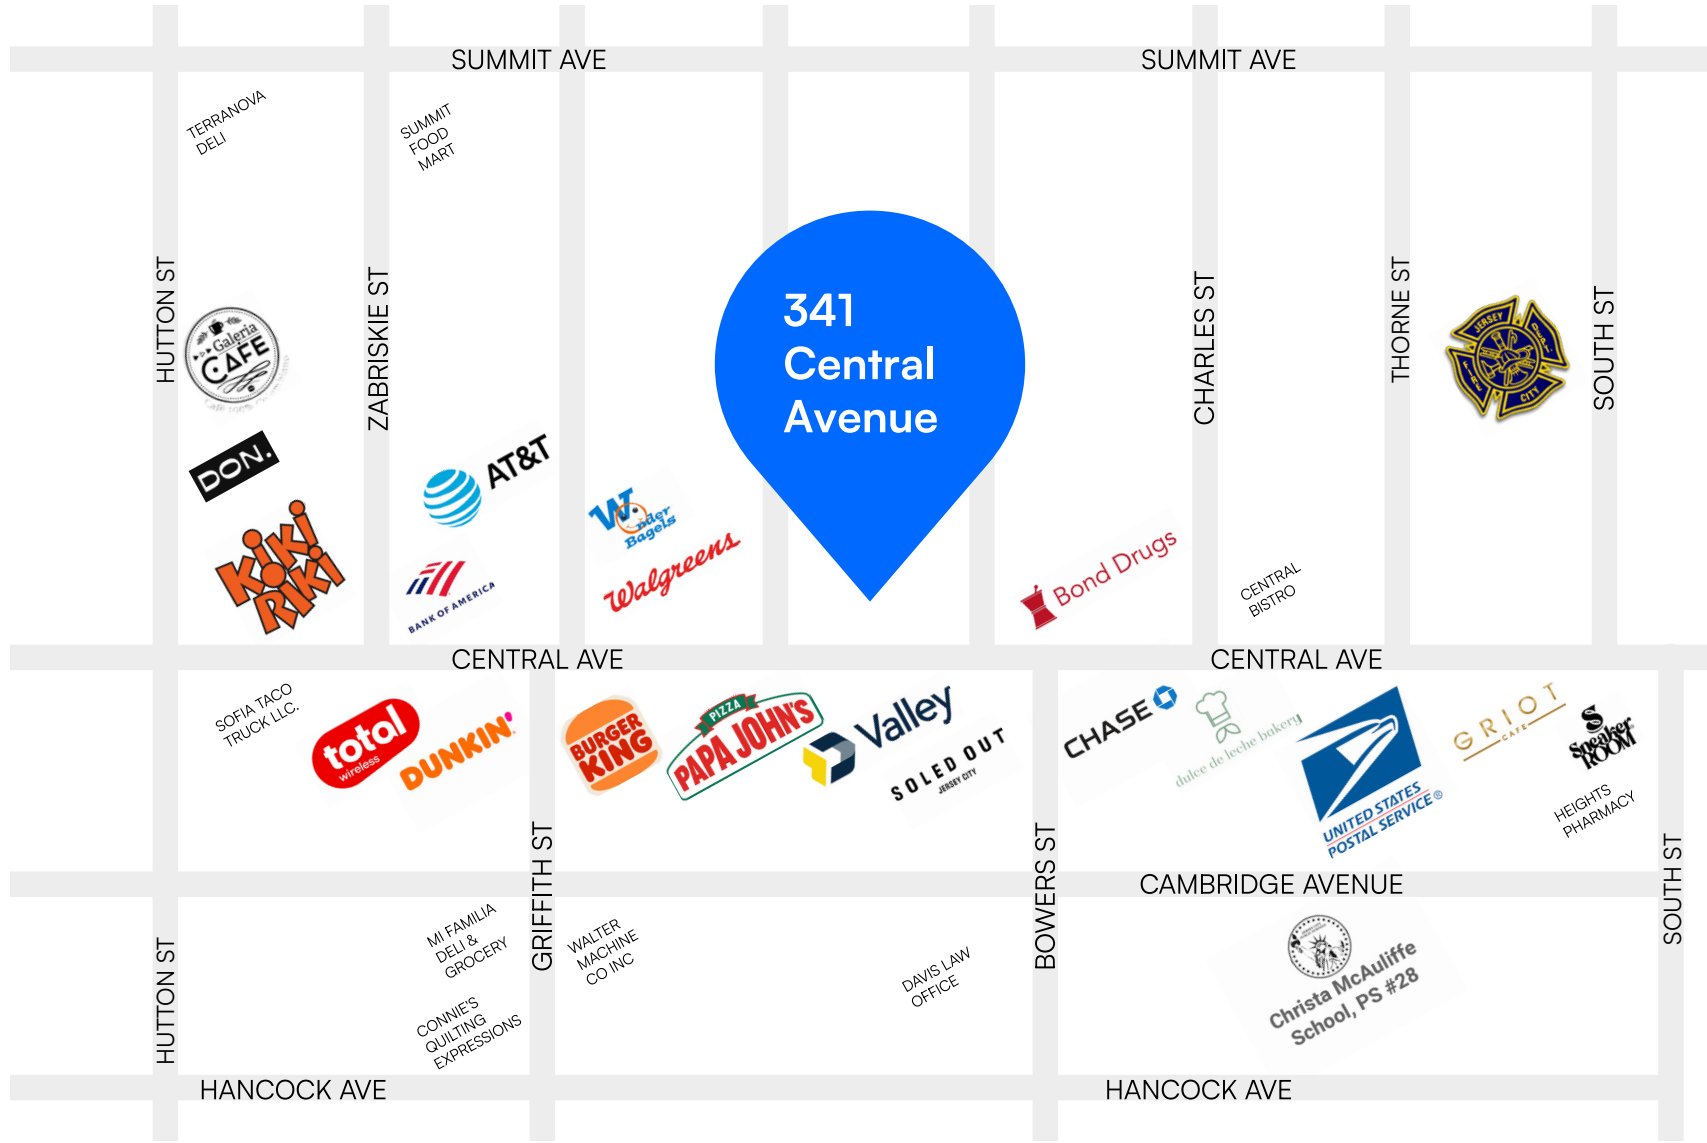 SUMMIT AVE
SUMMIT AVE
TERRANOVA
DELI
SUMMIT
FOOD
MART
HUTTON ST
ZABRISKIE ST
CHARLES ST
THORNE ST
SOUTH ST
341
Central
Avenue
Galeria
CAFE
JERSEY
CITY
FIRE
DEPT.
DON.
KIKI
RIKI
AT&T
BANK OF AMERICA
Wonder
Bagels
Walgreens
Bond Drugs
CENTRAL
BISTRO
CENTRAL AVE
CENTRAL AVE
SOFIA TACO
TRUCK LLC.
total
wireless
DUNKIN'
BURGER
KING
PIZZA
PAPA JOHN'S
Valley
SOLED OUT
JERSEY CITY
CHASE
dulce de leche bakery
UNITED STATES
POSTAL SERVICE®
GRIOT
CAFE
Sneaker
ROOM
HEIGHTS
PHARMACY
GRIFFITH ST
BOWERS ST
SOUTH ST
CAMBRIDGE AVENUE
MI FAMILIA
DELI &
GROCERY
WALTER
MACHINE
CO INC
DAVIS LAW
OFFICE
Christa McAuliffe
School, PS #28
HUTTON ST
CONNIE'S
QUILTING
EXPRESSIONS
HANCOCK AVE
HANCOCK AVE